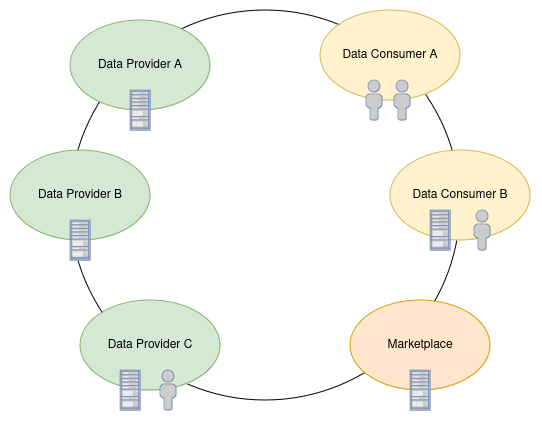 Data Provider A
Data Consumer A
Data Provider B
Data Consumer B
Data Provider C
Marketplace